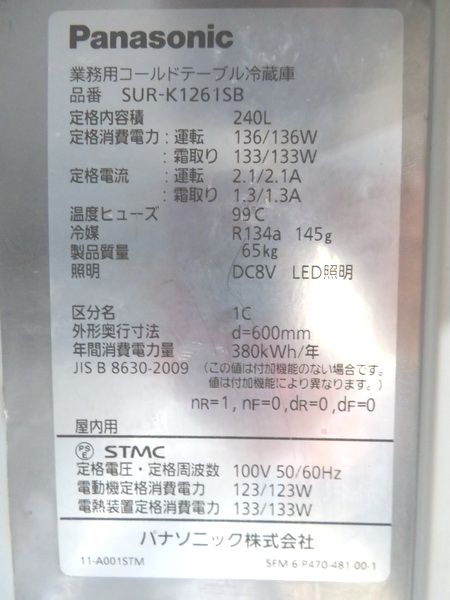 Panasonic
業務用コールドテーブル冷蔵庫
品番 SUR-K1261SB
定格内容積 240L
定格消費電力：運転 136/136W
：霜取り 133/133W
定格電流 ：運転 2.1/2.1A
：霜取り 1.3/1.3A
温度ヒューズ 99℃
冷媒 R134a 145g
製品質量 65kg
照明 DC8V LED照明
区分名 1C
外形奥行寸法 d=600mm
年間消費電力量 380kWh/年
JIS B 8630-2009 (この値は付加機能のない場合です。
値は付加機能により異なります。)
nR=1, nF=0,dR=0,dF=0
屋内用
PSE STMC
定格電圧・定格周波数 100V 50/60Hz
電動機定格消費電力 123/123W
電熱装置定格消費電力 133/133W
パナソニック株式会社
11-A001STM SFM 6 P470-481-00-1